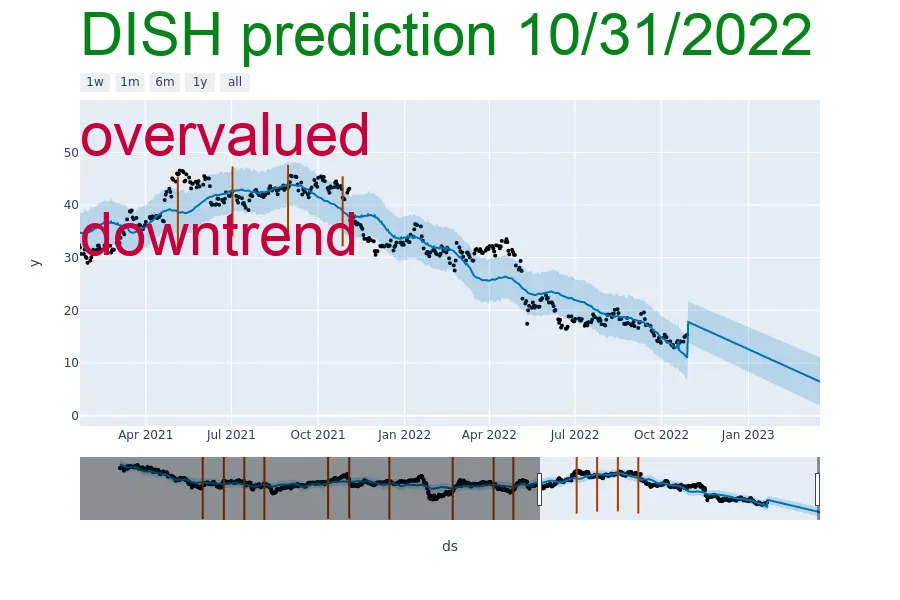 DISH prediction 10/31/2022
1w 1m 6m 1y all
overvalued
50
40
downtrend
30
y
20
10
0
Apr 2021 Jul 2021 Oct 2021 Jan 2022 Apr 2022 Jul 2022 Oct 2022 Jan 2023
ds